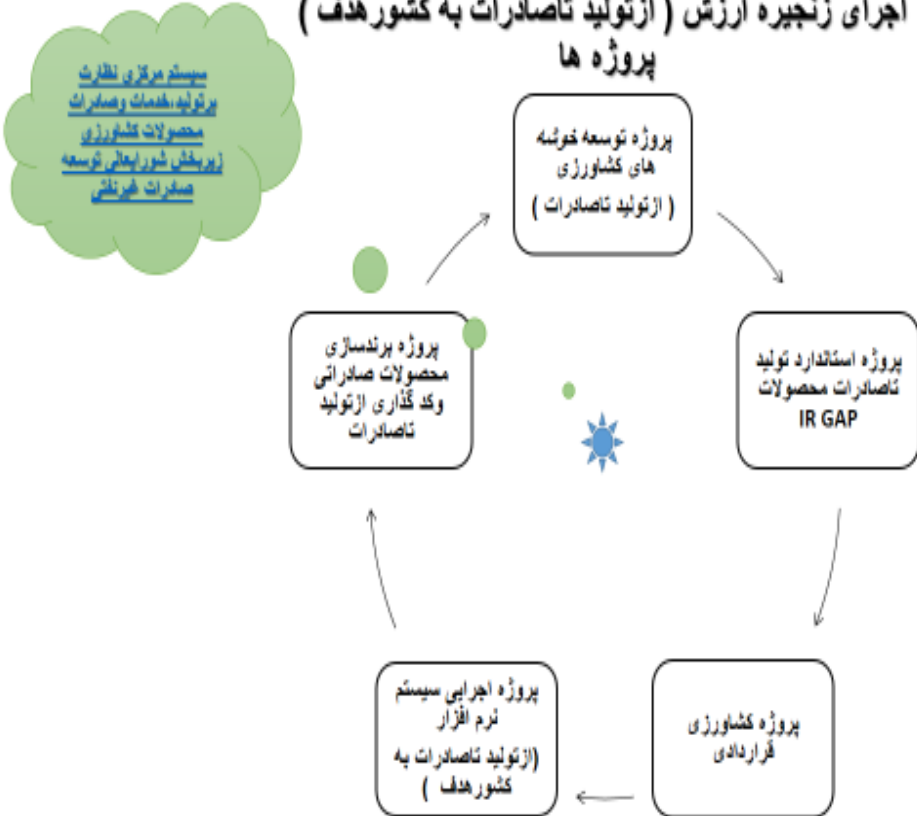 اجرای زنجیره ارزش ( ازتولید تاصادرات به کشورهدف )
پروژه ها
سیستم مرکزی نظارت
برتولید،خدمات وصادرات
محصولات کشاورزی
زیربخش شورایعالی توسعه
صادرات غیرنفتی
پروژه توسعه خوشه
های کشاورزی
( ازتولید تاصادرات )
پروژه استاندارد تولید
تاصادرات محصولات
IR GAP
پروژه کشاورزی
قراردادی
پروژه اجرایی سیستم
نرم افزار
(ازتولید تاصادرات به
کشورهدف )
پروژه برندسازی
محصولات صادراتی
وکد گذاری ازتولید
تاصادرات